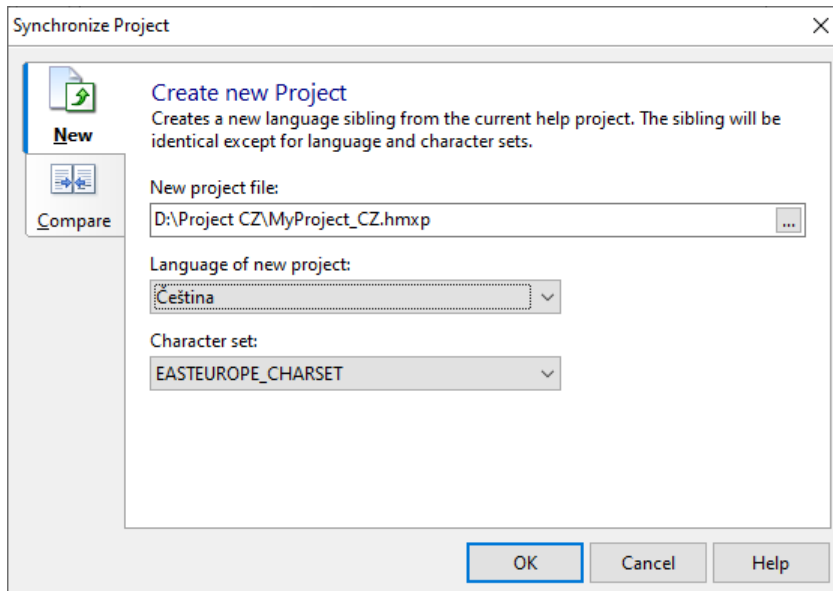 Synchronize Project
New
Compare
Create new Project
Creates a new language sibling from the current help project. The sibling will be
identical except for language and character sets.
New project file:
D:\Project CZ\MyProject_CZ.hmxp
...
Language of new project:
Čeština
Character set:
EASTEUROPE_CHARSET
OK
Cancel
Help